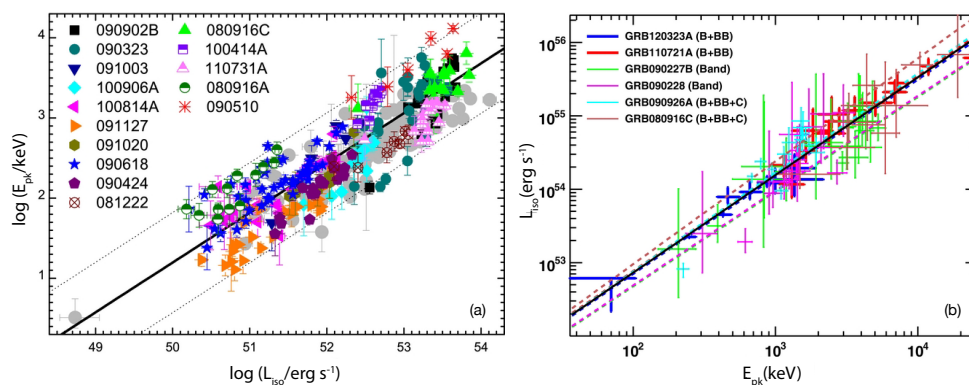 log (E_pk/keV)
4
3
2
1
090902B
090323
091003
100906A
100814A
091127
091020
090618
090424
081222
080916C
100414A
110731A
080916A
090510
(a)
49
50
51
52
53
54
log (L_iso/erg s⁻¹)
L_iso (erg s⁻¹)
10⁵⁶
10⁵⁵
10⁵⁴
10⁵³
GRB120323A (B+BB)
GRB110721A (B+BB)
GRB090227B (Band)
GRB090228 (Band)
GRB090926A (B+BB+C)
GRB080916C (B+BB+C)
(b)
10²
10³
10⁴
E_pk(keV)